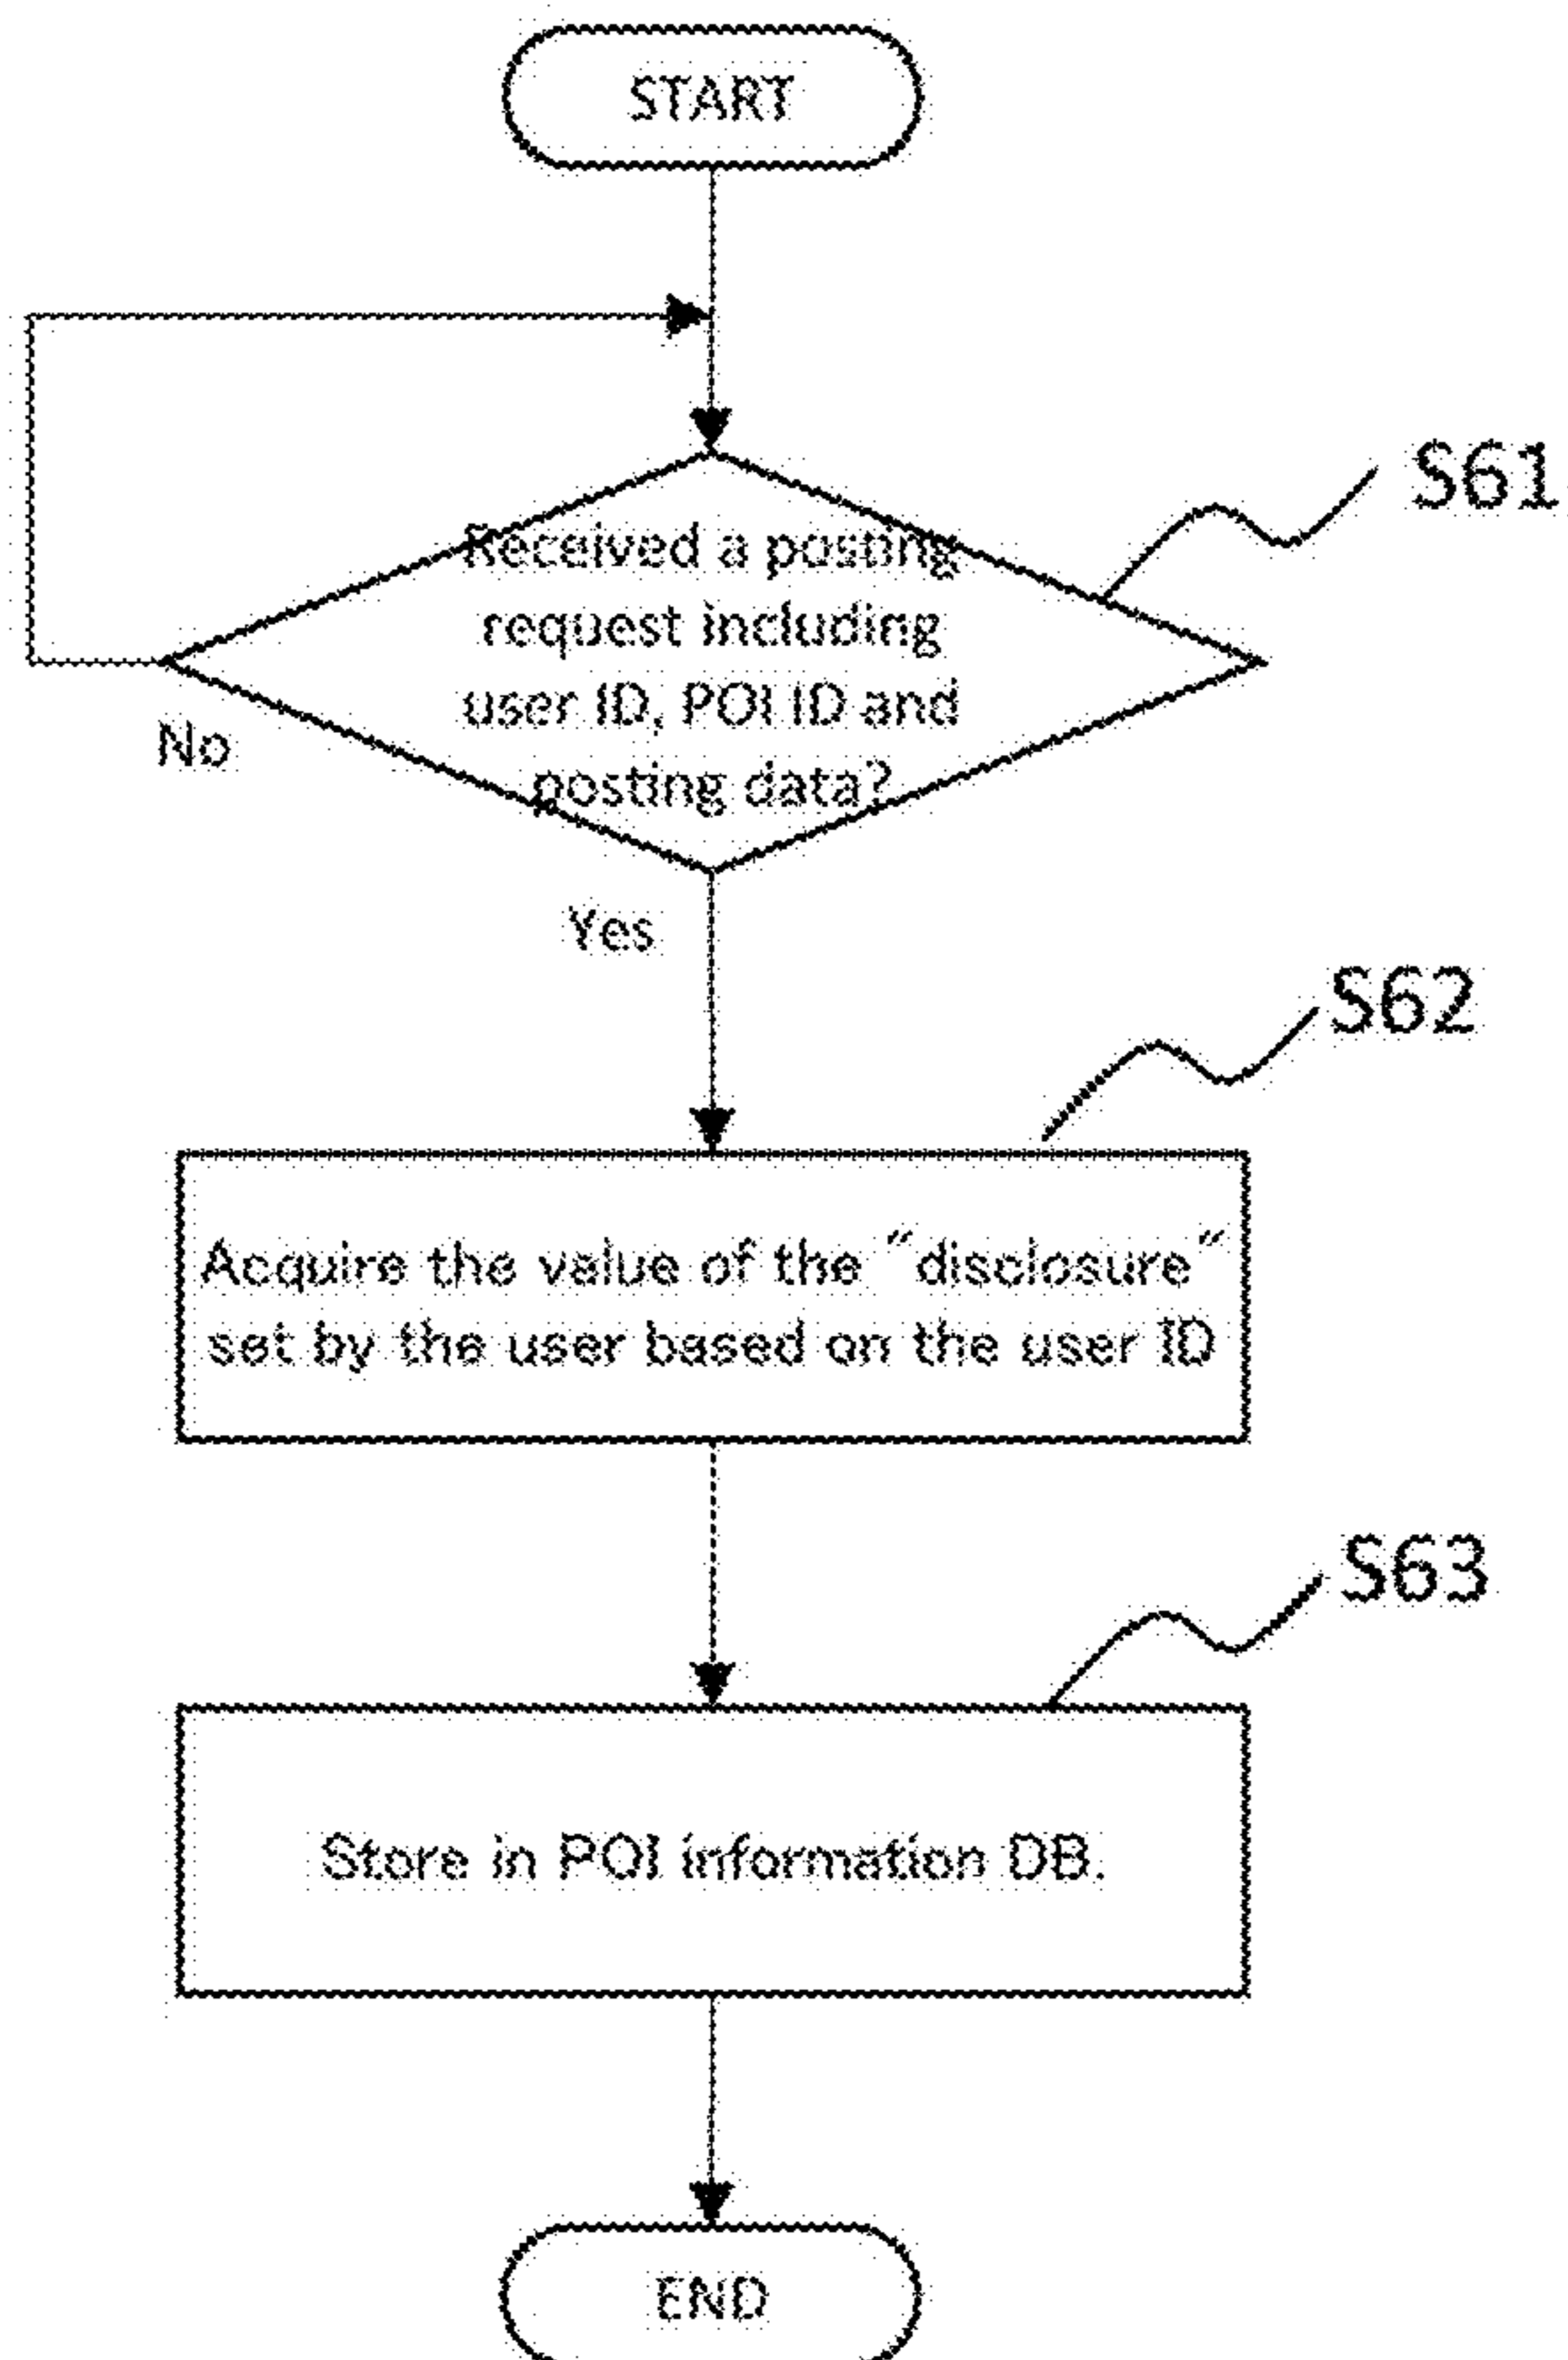 START
S61
Received a posting
request including
user ID, POI ID and
posting data?
No
Yes
S62
Acquire the value of the "disclosure"
set by the user based on the user ID
S63
Store in POI information DB.
END